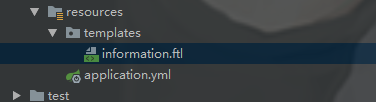 resources
templates
information.ftl
application.yml
test